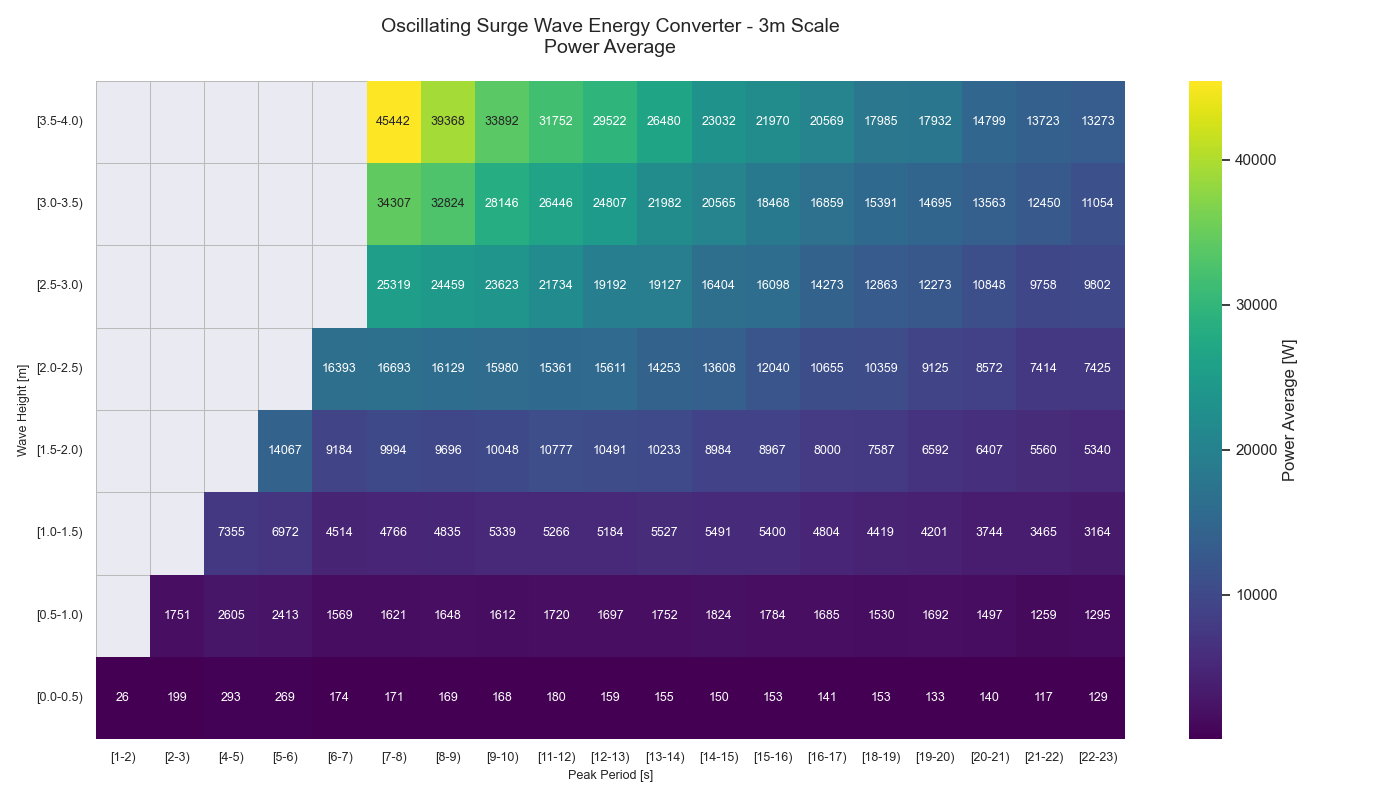 Oscillating Surge Wave Energy Converter - 3m Scale
Power Average
[3.5-4.0) 45442 39368 33892 31752 29522 26480 23032 21970 20569 17985 17932 14799 13723 13273
[3.0-3.5) 34307 32824 28146 26446 24807 21982 20565 18468 16859 15391 14695 13563 12450 11054
[2.5-3.0) 25319 24459 23623 21734 19192 19127 16404 16098 14273 12863 12273 10848 9758 9802
[2.0-2.5) 16393 16693 16129 15980 15361 15611 14253 13608 12040 10655 10359 9125 8572 7414 7425
[1.5-2.0) 14067 9184 9994 9696 10048 10777 10491 10233 8984 8967 8000 7587 6592 6407 5560 5340
[1.0-1.5) 7355 6972 4514 4766 4835 5339 5266 5184 5527 5491 5400 4804 4419 4201 3744 3465 3164
[0.5-1.0) 1751 2605 2413 1569 1621 1648 1612 1720 1697 1752 1824 1784 1685 1530 1692 1497 1259 1295
[0.0-0.5) 26 199 293 269 174 171 169 168 180 159 155 150 153 141 153 133 140 117 129
[1-2) [2-3) [4-5) [5-6) [6-7) [7-8) [8-9) [9-10) [11-12) [12-13) [13-14) [14-15) [15-16) [16-17) [18-19) [19-20) [20-21) [21-22) [22-23)
Peak Period [s]
Wave Height [m]
40000
30000
20000
10000
Power Average [W]